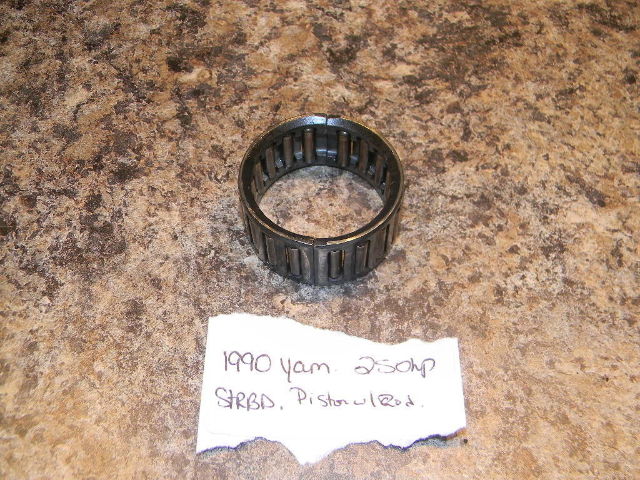 1990 Yam. 250hp
STRBD. Piston w/Rod.